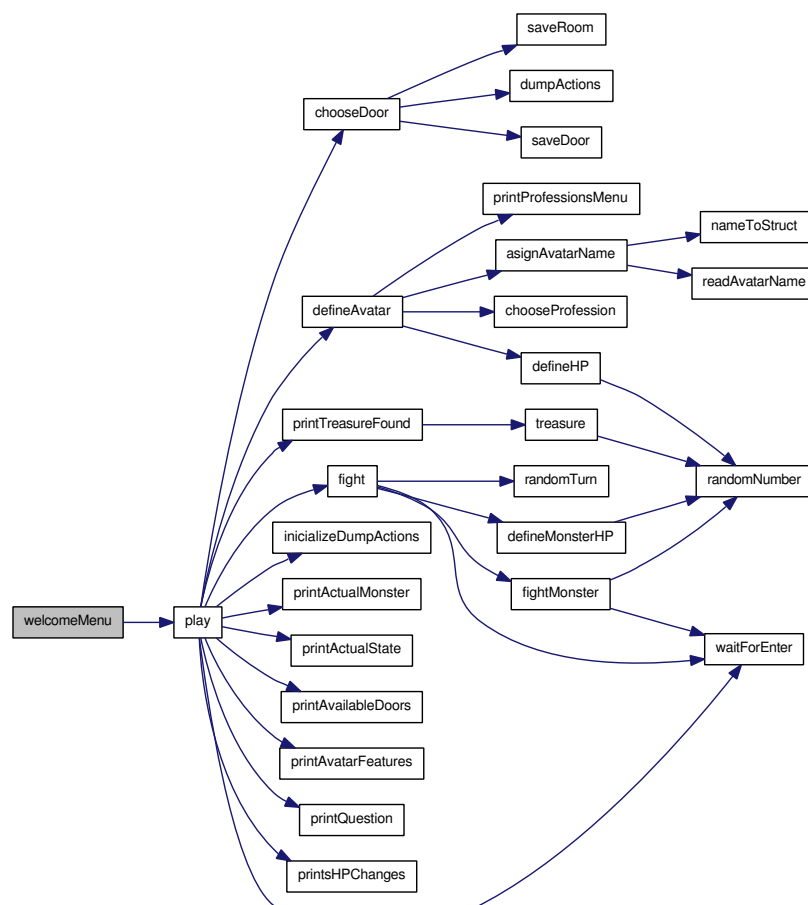 saveRoom
dumpActions
chooseDoor
saveDoor
printProfessionsMenu
nameToStruct
asignAvatarName
readAvatarName
defineAvatar
chooseProfession
defineHP
printTreasureFound
treasure
fight
randomTurn
randomNumber
inicializeDumpActions
defineMonsterHP
printActualMonster
fightMonster
welcomeMenu
play
printActualState
waitForEnter
printAvailableDoors
printAvatarFeatures
printQuestion
printsHPChanges